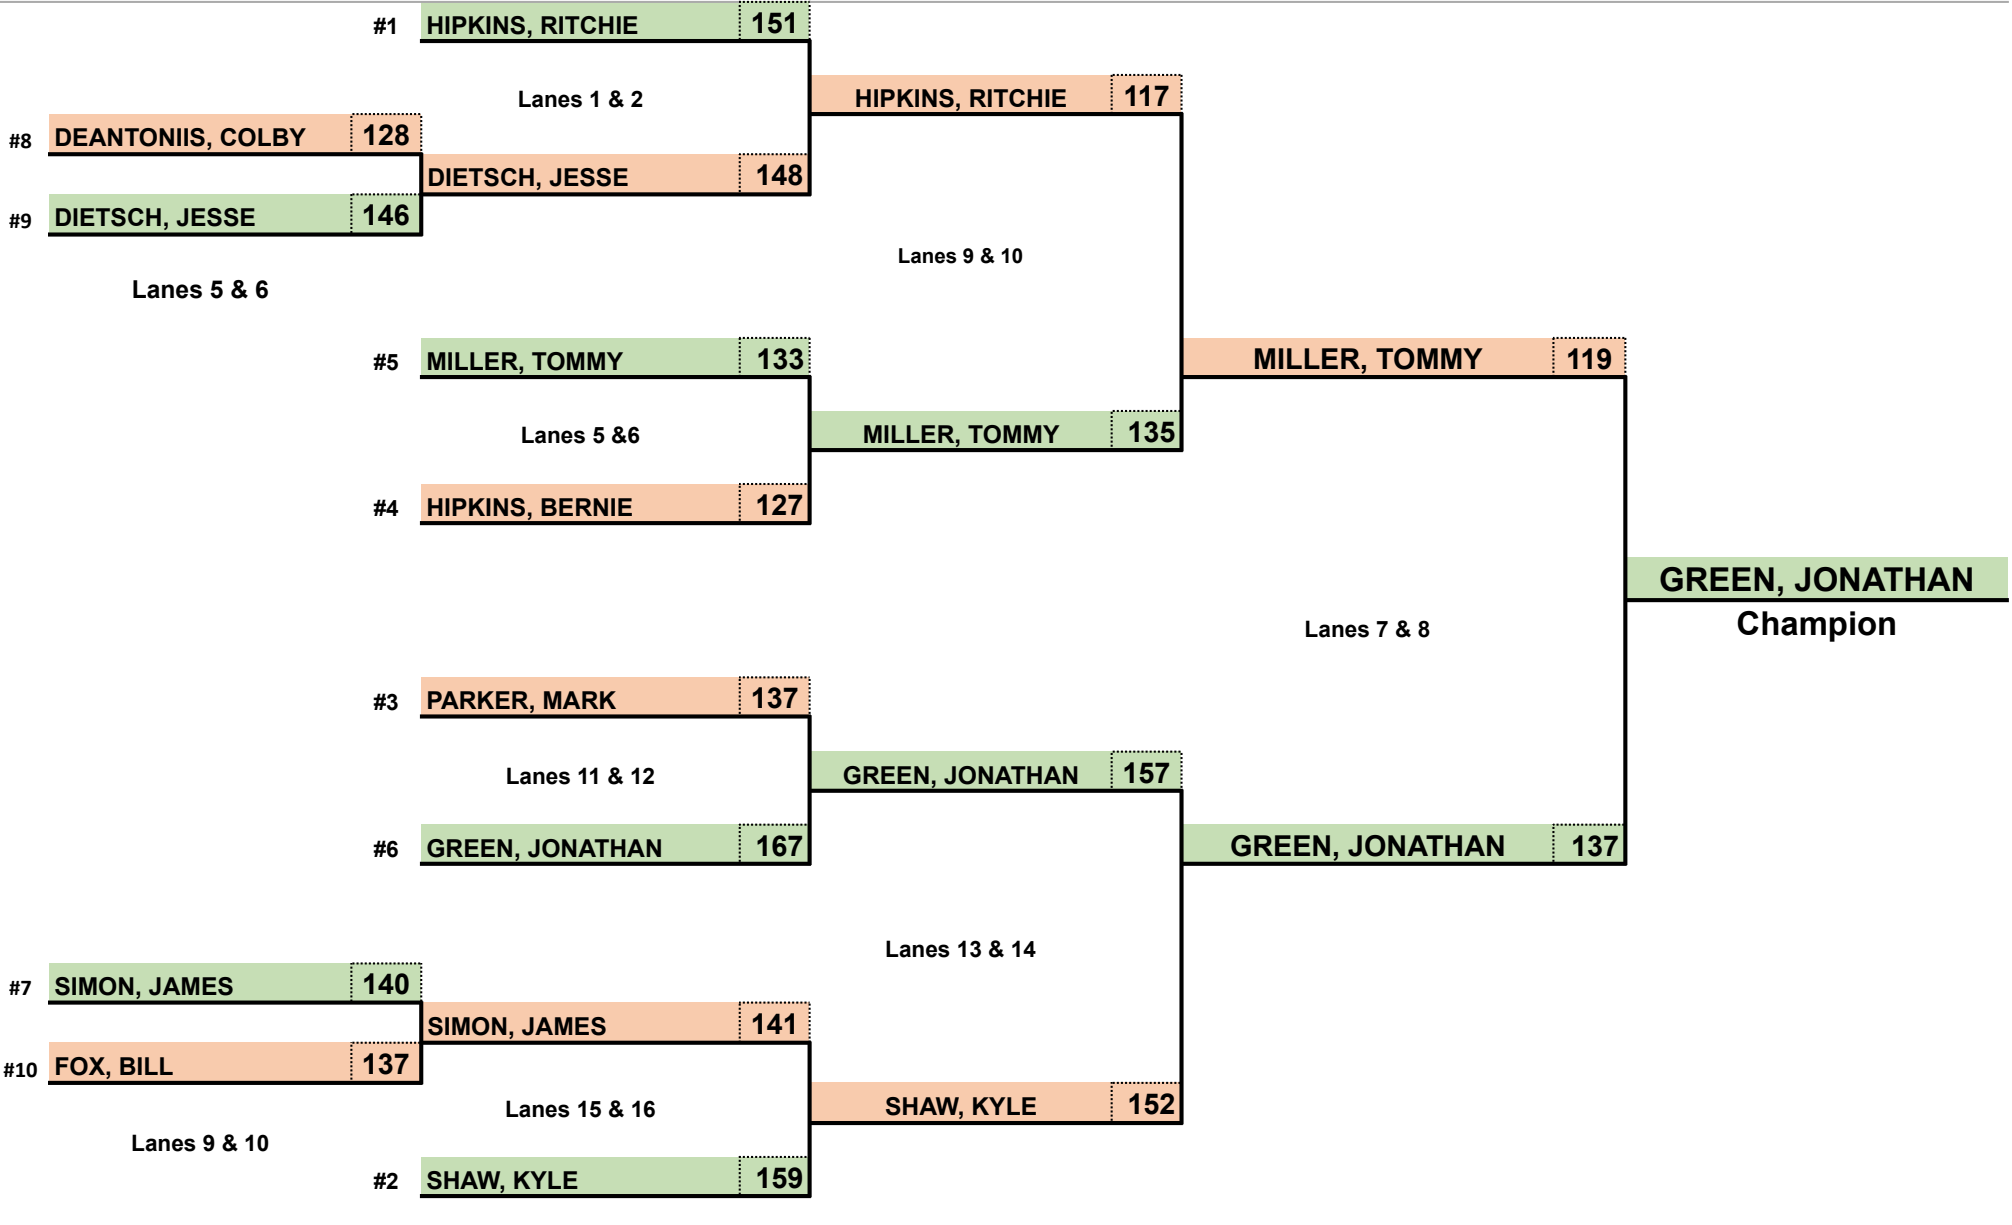 #1 HIPKINS, RITCHIE 151
Lanes 1 & 2
HIPKINS, RITCHIE 117
#8 DEANTONIIS, COLBY 128
DIETSCH, JESSE 148
#9 DIETSCH, JESSE 146
Lanes 9 & 10
Lanes 5 & 6
#5 MILLER, TOMMY 133
MILLER, TOMMY 119
Lanes 5 &6
MILLER, TOMMY 135
#4 HIPKINS, BERNIE 127
GREEN, JONATHAN
Champion
Lanes 7 & 8
#3 PARKER, MARK 137
Lanes 11 & 12
GREEN, JONATHAN 157
#6 GREEN, JONATHAN 167
GREEN, JONATHAN 137
Lanes 13 & 14
#7 SIMON, JAMES 140
SIMON, JAMES 141
#10 FOX, BILL 137
Lanes 15 & 16
SHAW, KYLE 152
Lanes 9 & 10
#2 SHAW, KYLE 159